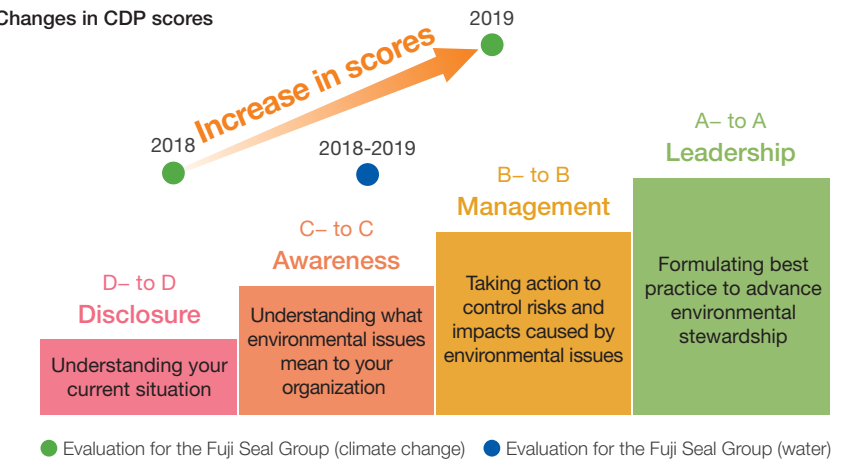 Changes in CDP scores
2019
Increase in scores
2018
2018-2019
A− to A
Leadership
B− to B
Management
C− to C
Awareness
D− to D
Disclosure
Understanding your
current situation
Understanding what
environmental issues
mean to your
organization
Taking action to
control risks and
impacts caused by
environmental issues
Formulating best
practice to advance
environmental
stewardship
Evaluation for the Fuji Seal Group (climate change)
Evaluation for the Fuji Seal Group (water)